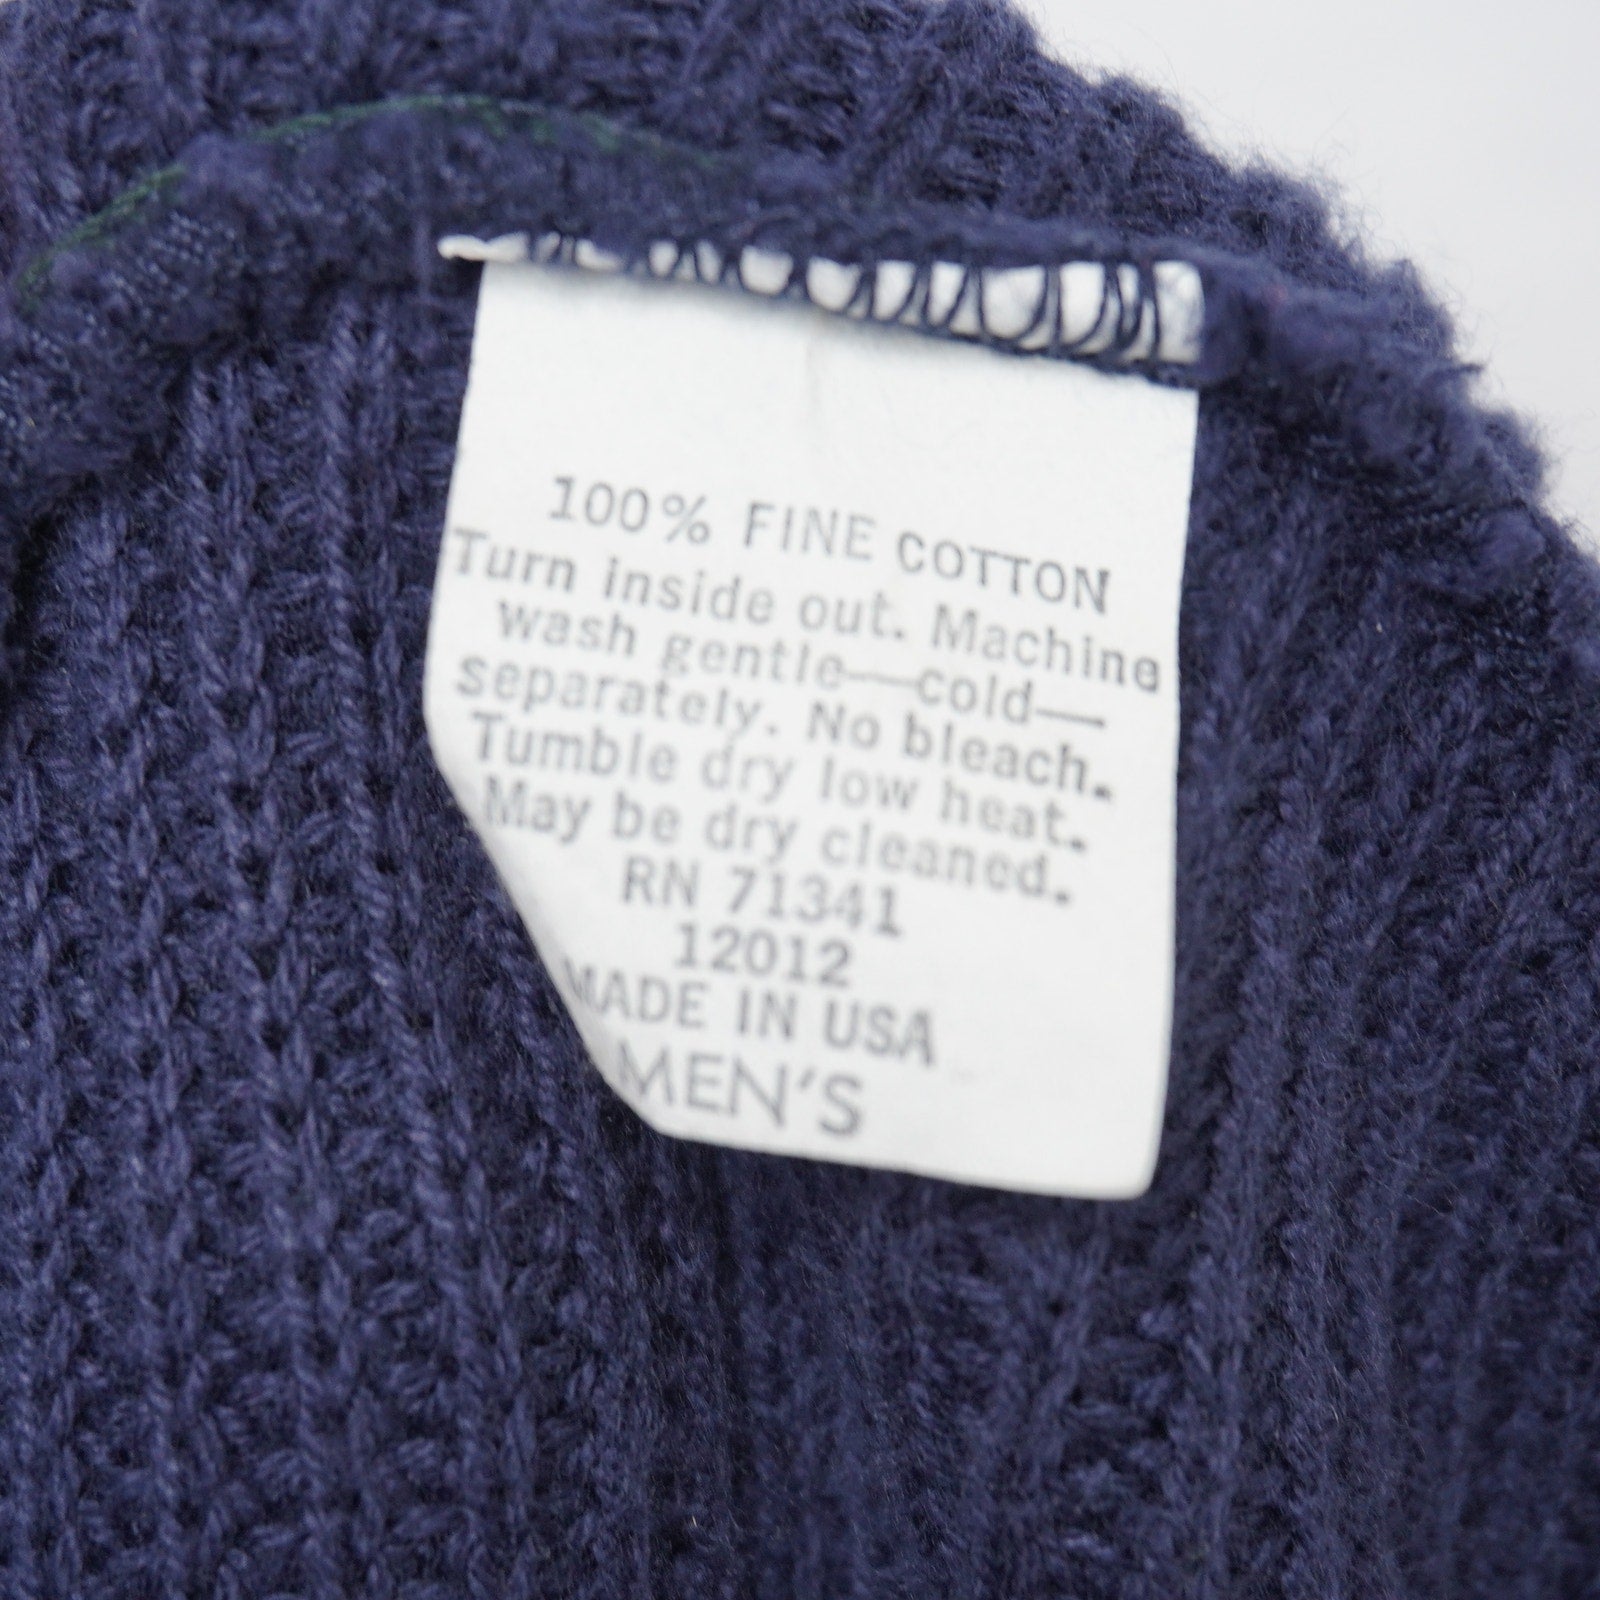 100% FINE COTTON
Turn inside out. Machine
wash gentle—cold—
separately. No bleach.
Tumble dry low heat.
May be dry cleaned.
RN 71341
12012
MADE IN USA
MEN'S